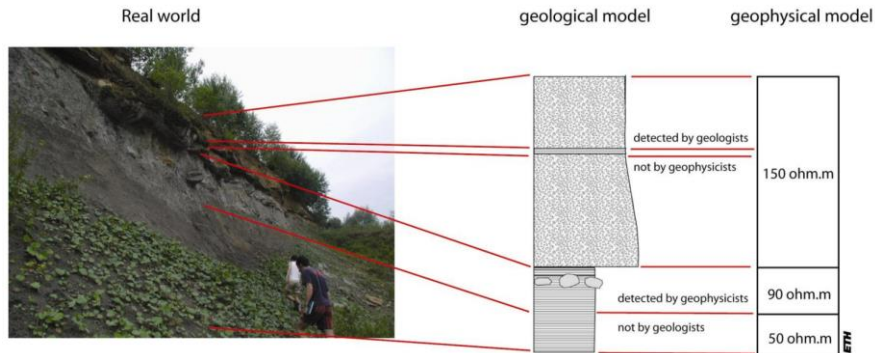 Real world
geological model
geophysical model
detected by geologists
not by geophysicists
150 ohm.m
detected by geophysicists
90 ohm.m
not by geologists
50 ohm.m
ETH